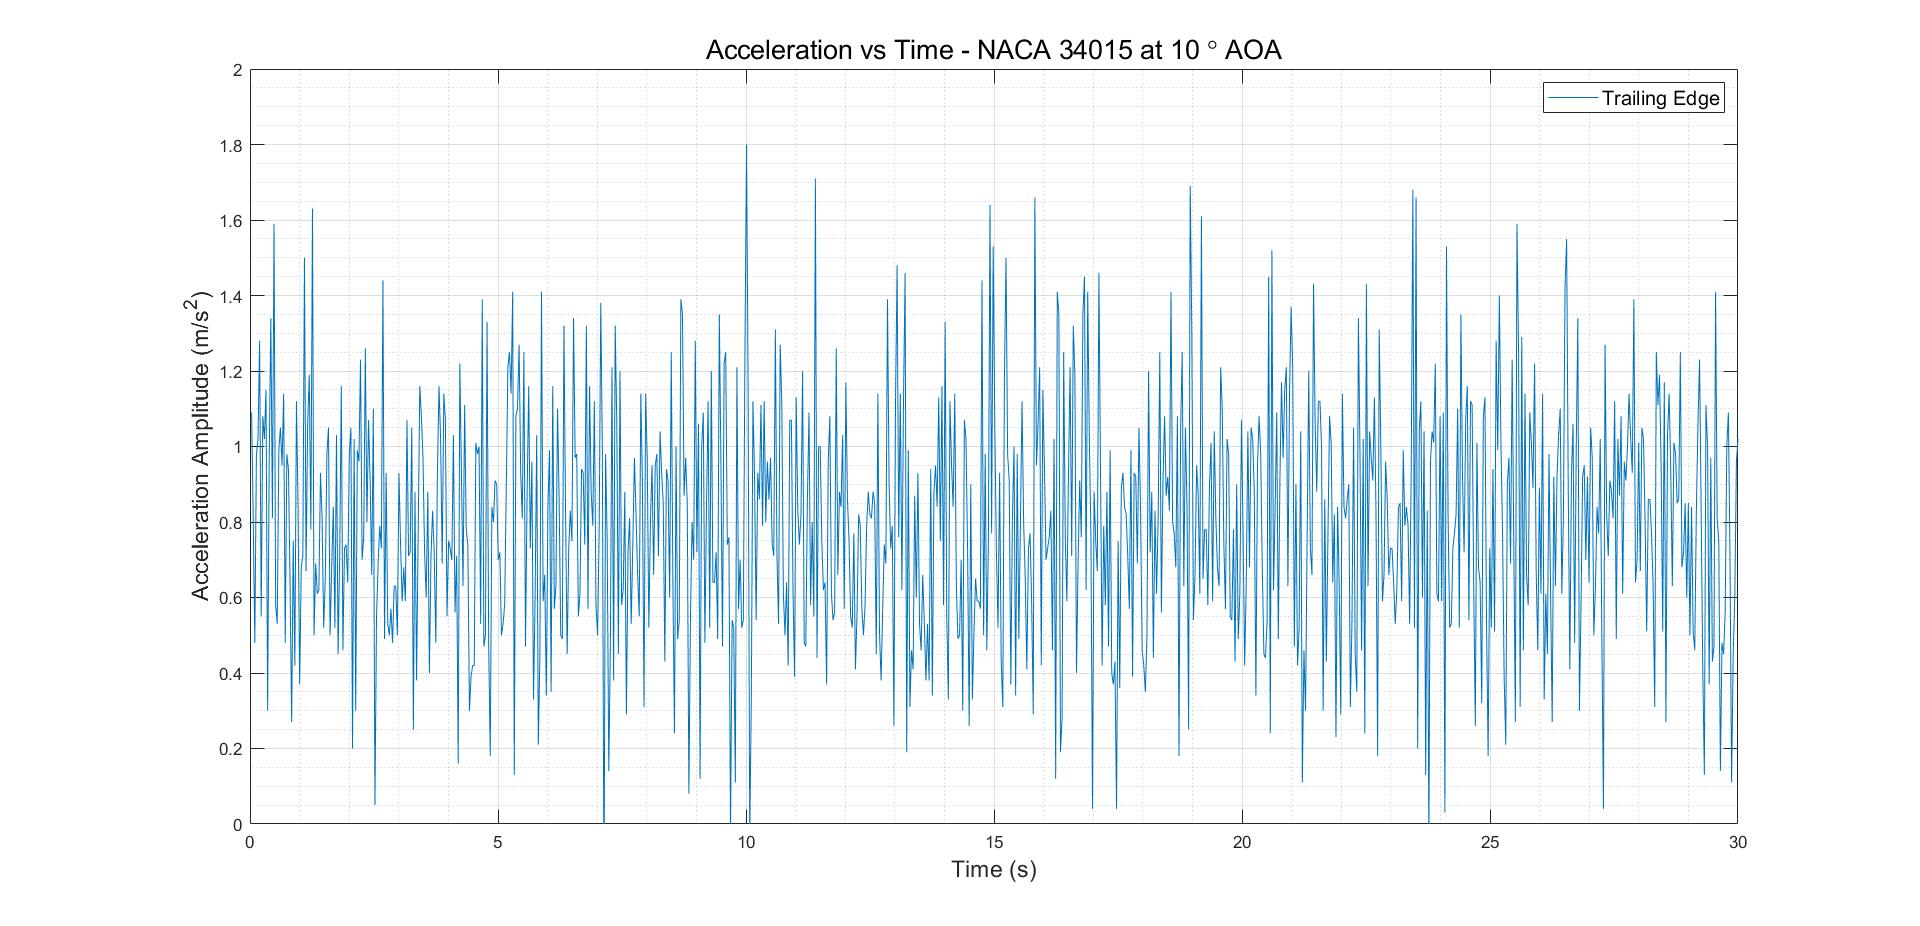 Acceleration vs Time - NACA 34015 at 10 ° AOA
Trailing Edge
Acceleration Amplitude (m/s²)
2
1.8
1.6
1.4
1.2
1
0.8
0.6
0.4
0.2
0
0 5 10 15 20 25 30
Time (s)